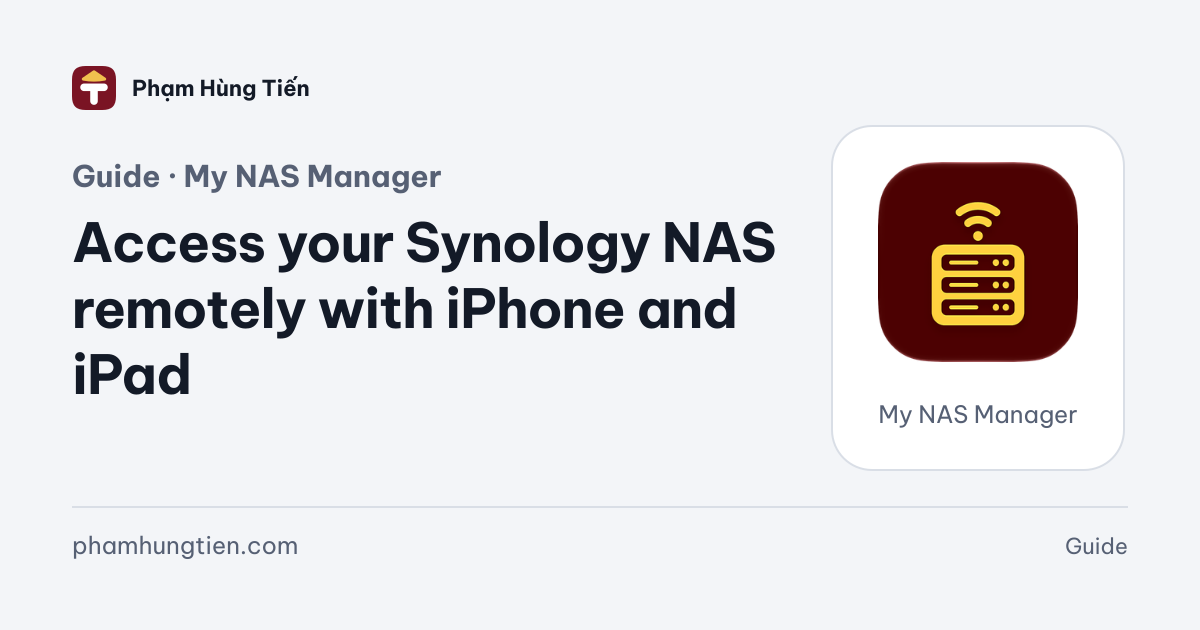 Phạm Hùng Tiến
Guide · My NAS Manager
Access your Synology NAS
remotely with iPhone and
iPad
My NAS Manager
phamhungtien.com
Guide